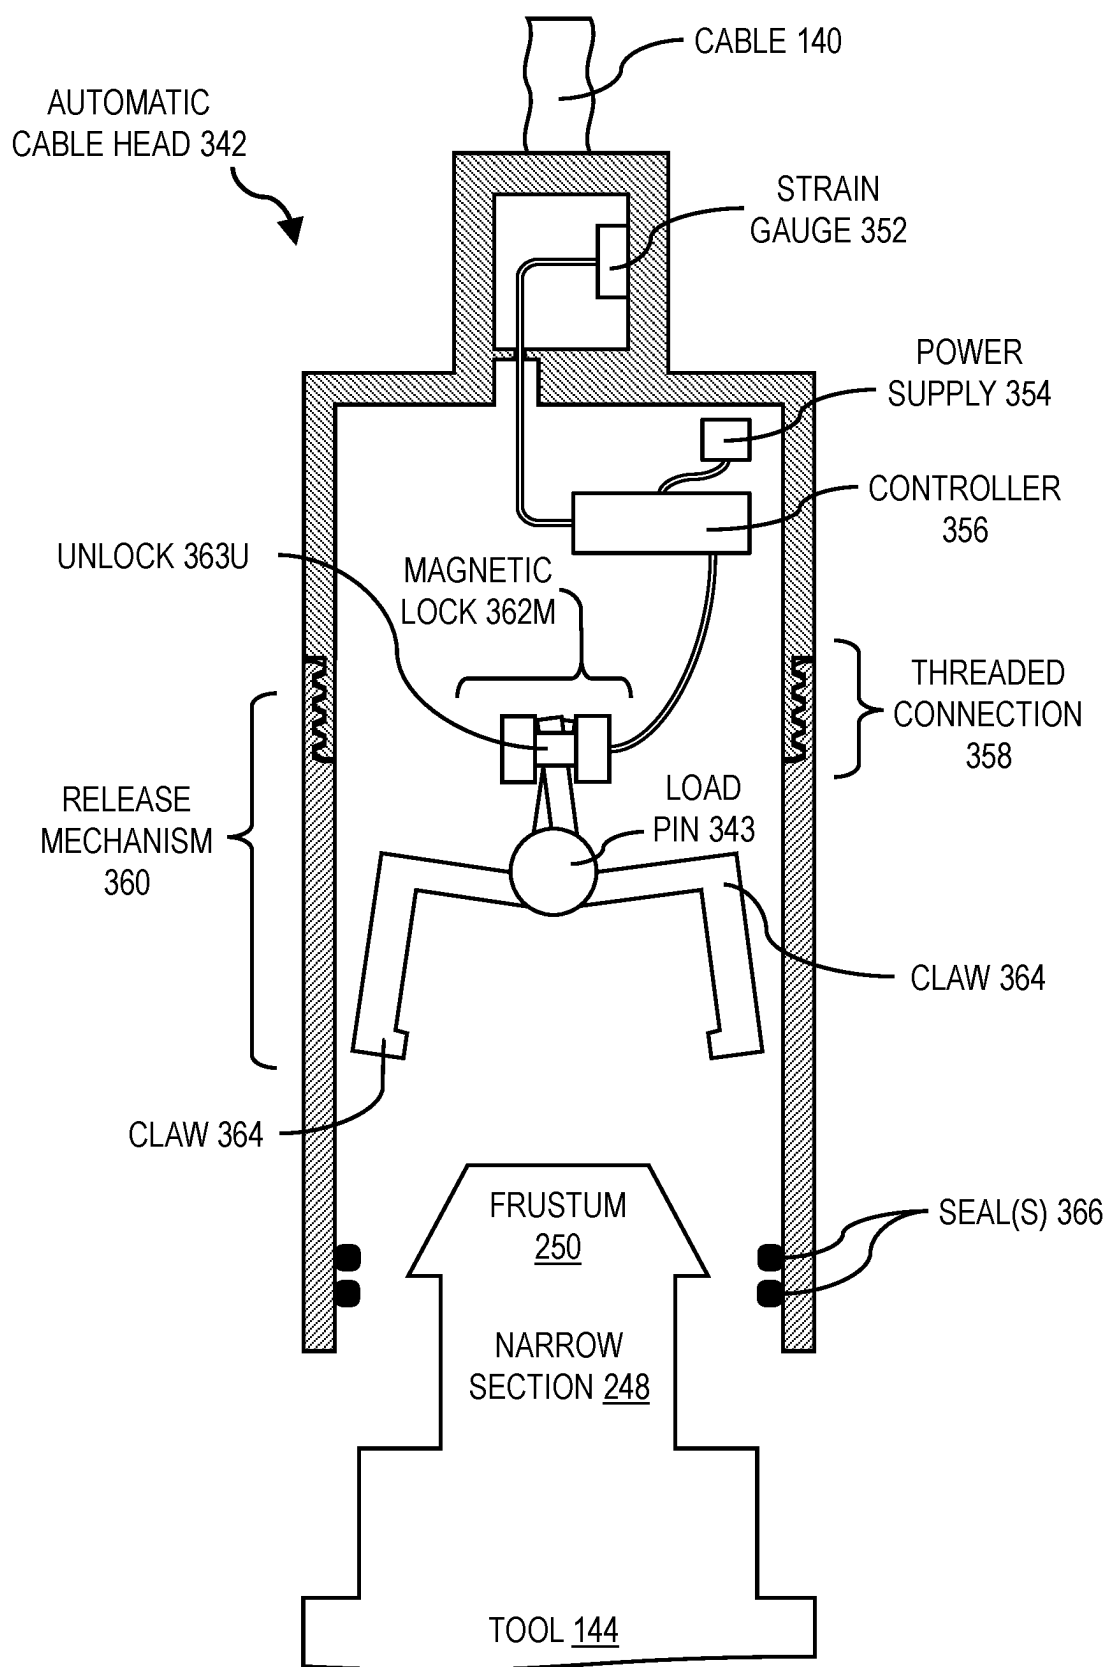 CABLE 140
AUTOMATIC
CABLE HEAD 342
STRAIN
GAUGE 352
POWER
SUPPLY 354
CONTROLLER
356
UNLOCK 363U
MAGNETIC
LOCK 362M
THREADED
CONNECTION
358
RELEASE
MECHANISM
360
LOAD
PIN 343
CLAW 364
CLAW 364
FRUSTUM
250
SEAL(S) 366
NARROW
SECTION 248
TOOL 144